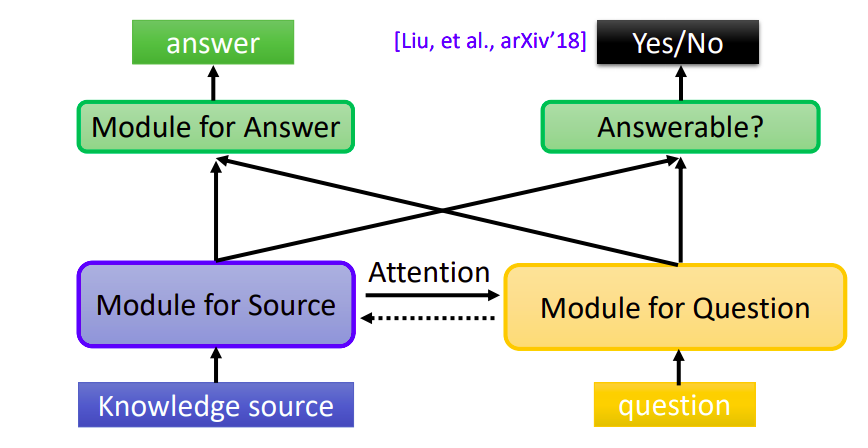 answer
[Liu, et al., arXiv’18]
Yes/No
Module for Answer
Answerable?
Attention
Module for Source
Module for Question
Knowledge source
question